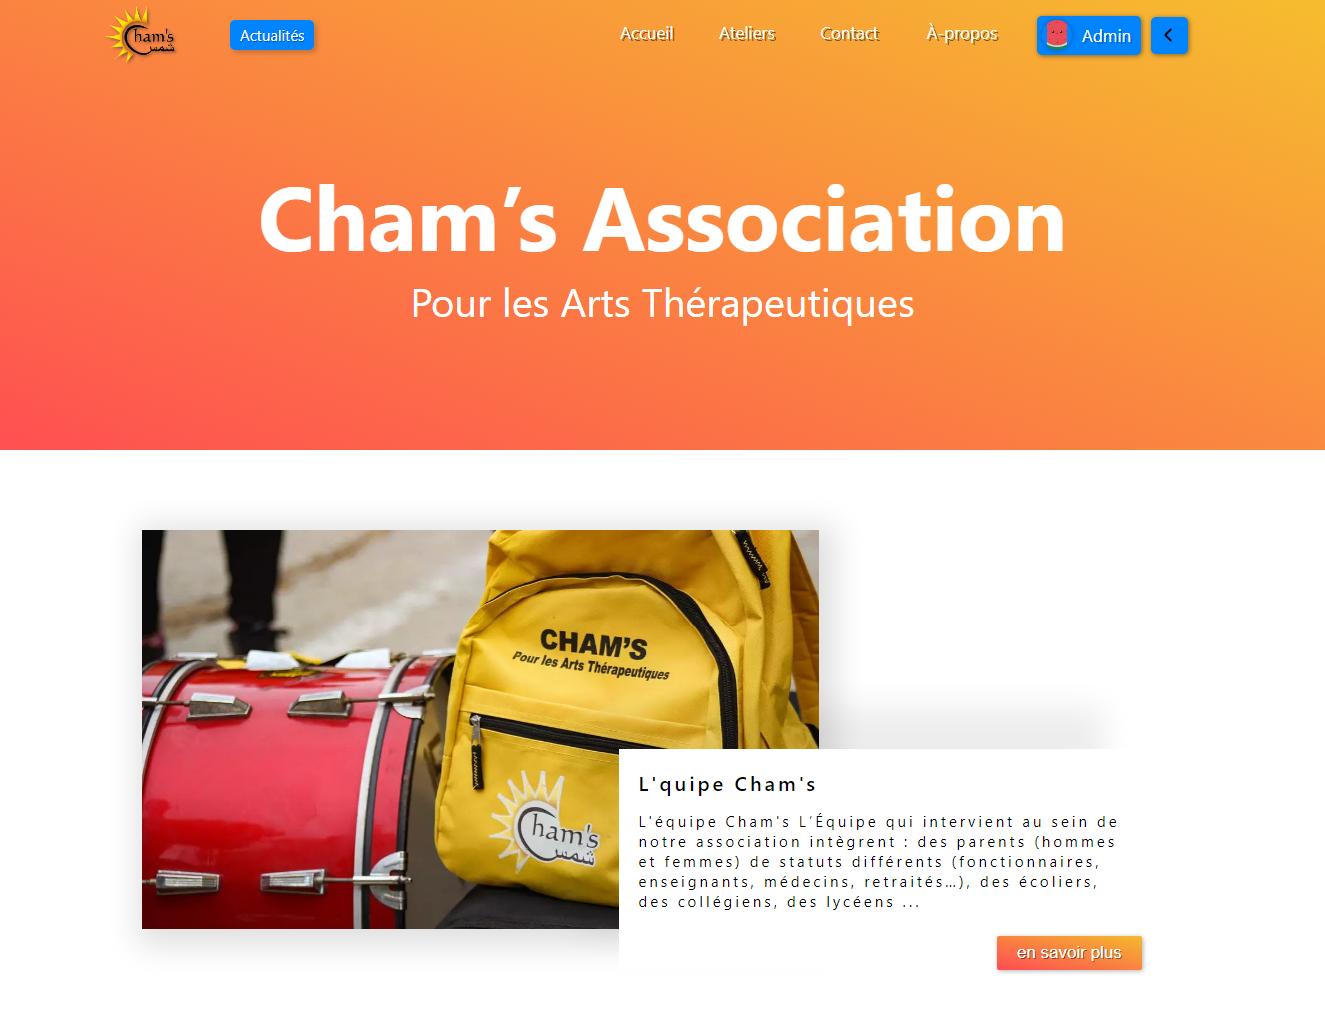 Cham's
شمس
Actualités
Accueil
Ateliers
Contact
À-propos
Admin
Cham’s Association
Pour les Arts Thérapeutiques
CHAM'S
Pour les Arts Thérapeutiques
Cham's
شمس
L'quipe Cham's
L'équipe Cham's L’Équipe qui intervient au sein de
notre association intègrent : des parents (hommes
et femmes) de statuts différents (fonctionnaires,
enseignants, médecins, retraités…), des écoliers,
des collégiens, des lycéens ...
en savoir plus